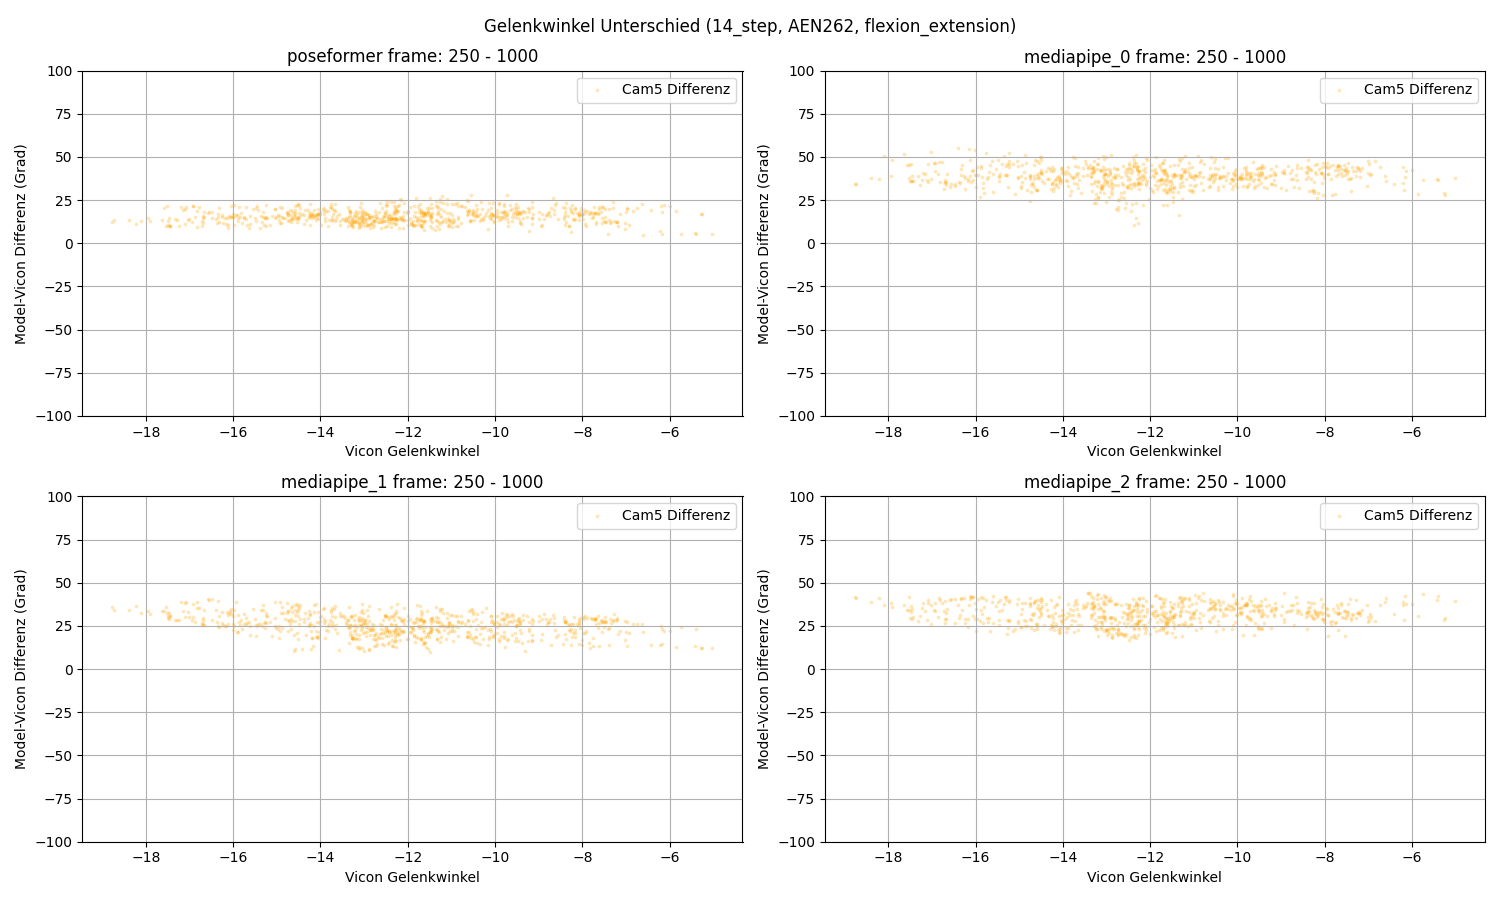 Gelenkwinkel Unterschied (14_step, AEN262, flexion_extension)
poseformer frame: 250 - 1000
Cam5 Differenz
Model-Vicon Differenz (Grad)
100
75
50
25
0
−25
−50
−75
−100
−18 −16 −14 −12 −10 −8 −6
Vicon Gelenkwinkel
mediapipe_0 frame: 250 - 1000
Cam5 Differenz
Model-Vicon Differenz (Grad)
100
75
50
25
0
−25
−50
−75
−100
−18 −16 −14 −12 −10 −8 −6
Vicon Gelenkwinkel
mediapipe_1 frame: 250 - 1000
Cam5 Differenz
Model-Vicon Differenz (Grad)
100
75
50
25
0
−25
−50
−75
−100
−18 −16 −14 −12 −10 −8 −6
Vicon Gelenkwinkel
mediapipe_2 frame: 250 - 1000
Cam5 Differenz
Model-Vicon Differenz (Grad)
100
75
50
25
0
−25
−50
−75
−100
−18 −16 −14 −12 −10 −8 −6
Vicon Gelenkwinkel